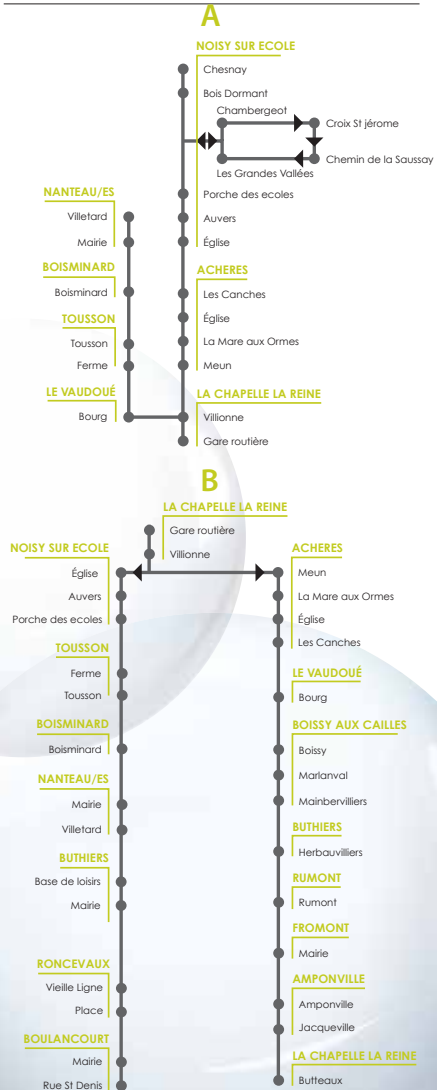 A
NOISY SUR ECOLE
Chesnay
Bois Dormant
Chambergeot
Croix St jérome
Chemin de la Saussay
Les Grandes Vallées
Porche des ecoles
Auvers
Église
NANTEAU/ES
Villetard
Mairie
BOISMINARD
Boisminard
TOUSSON
Tousson
Ferme
LE VAUDOUÉ
Bourg
ACHERES
Les Canches
Église
La Mare aux Ormes
Meun
LA CHAPELLE LA REINE
Villionne
Gare routière
B
LA CHAPELLE LA REINE
Gare routière
Villionne
NOISY SUR ECOLE
Église
Auvers
Porche des ecoles
TOUSSON
Ferme
Tousson
BOISMINARD
Boisminard
NANTEAU/ES
Mairie
Villetard
BUTHIERS
Base de loisirs
Mairie
RONCEVAUX
Vieille Ligne
Place
BOULANCOURT
Mairie
Rue St Denis
ACHERES
Meun
La Mare aux Ormes
Église
Les Canches
LE VAUDOUÉ
Bourg
BOISSY AUX CAILLES
Boissy
Marlanval
Mainbervilliers
BUTHIERS
Herbauvilliers
RUMONT
Rumont
FROMONT
Mairie
AMPONVILLE
Amponville
Jacqueville
LA CHAPELLE LA REINE
Butteaux